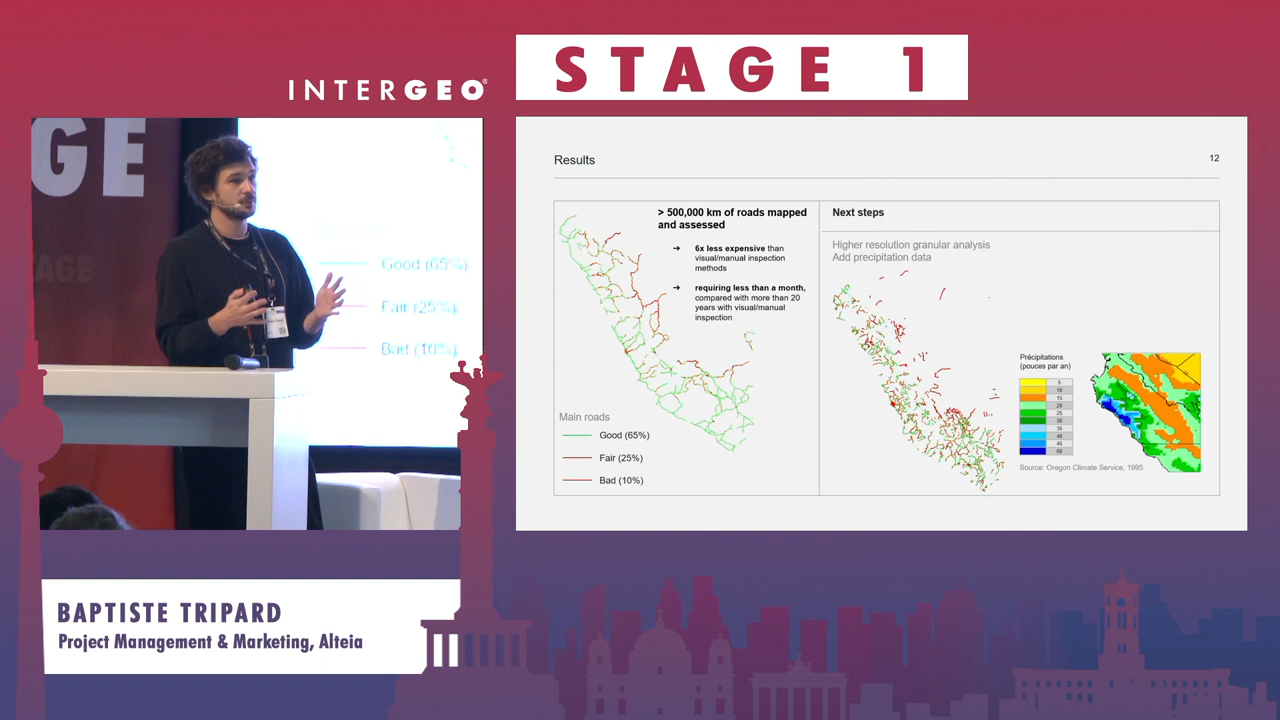 STAGE 1
INTERGEO®
GE
TAGE
Good (65%)
Fair (25%)
Bad (10%)
Results
12
> 500,000 km of roads mapped
and assessed
➔ 6x less expensive than
visual/manual inspection
methods
➔ requiring less than a month,
compared with more than 20
years with visual/manual
inspection
Main roads
Good (65%)
Fair (25%)
Bad (10%)
Next steps
Higher resolution granular analysis
Add precipitation data
Précipitations
(pouces par an)
5
10
15
20
25
30
35
40
45
60
Source: Oregon Climate Service, 1995
BAPTISTE TRIPARD
Project Management & Marketing, Alteia